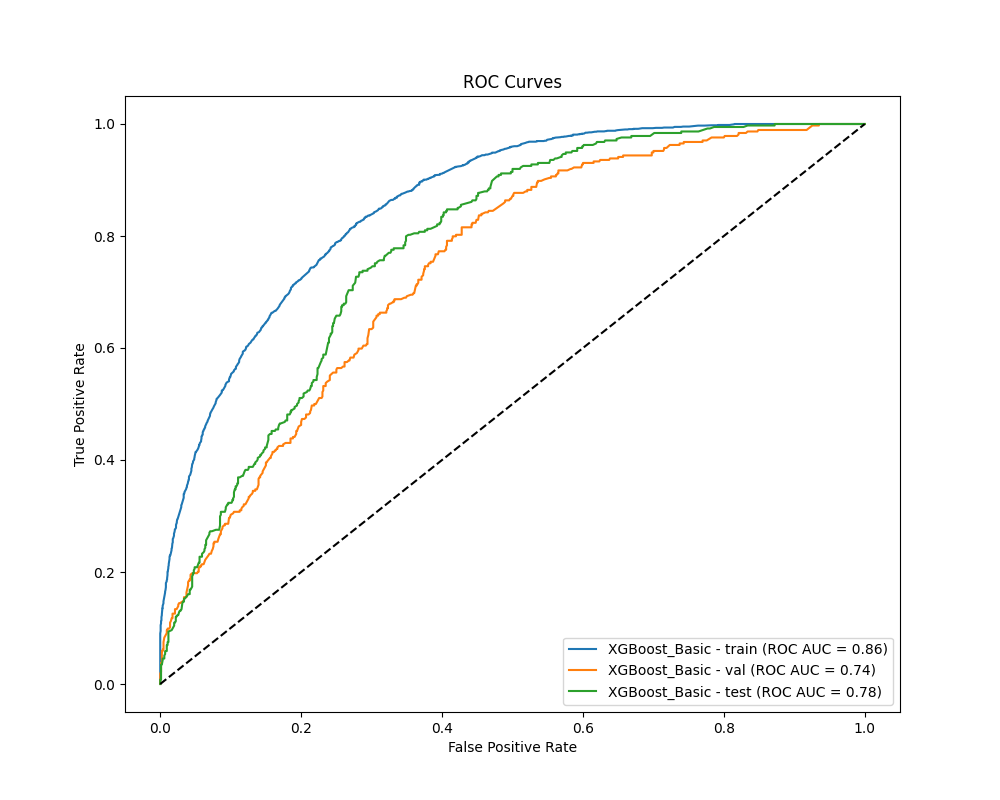 ROC Curves
1.0
0.8
0.6
0.4
0.2
0.0
True Positive Rate
0.0 0.2 0.4 0.6 0.8 1.0
False Positive Rate
XGBoost_Basic - train (ROC AUC = 0.86)
XGBoost_Basic - val (ROC AUC = 0.74)
XGBoost_Basic - test (ROC AUC = 0.78)